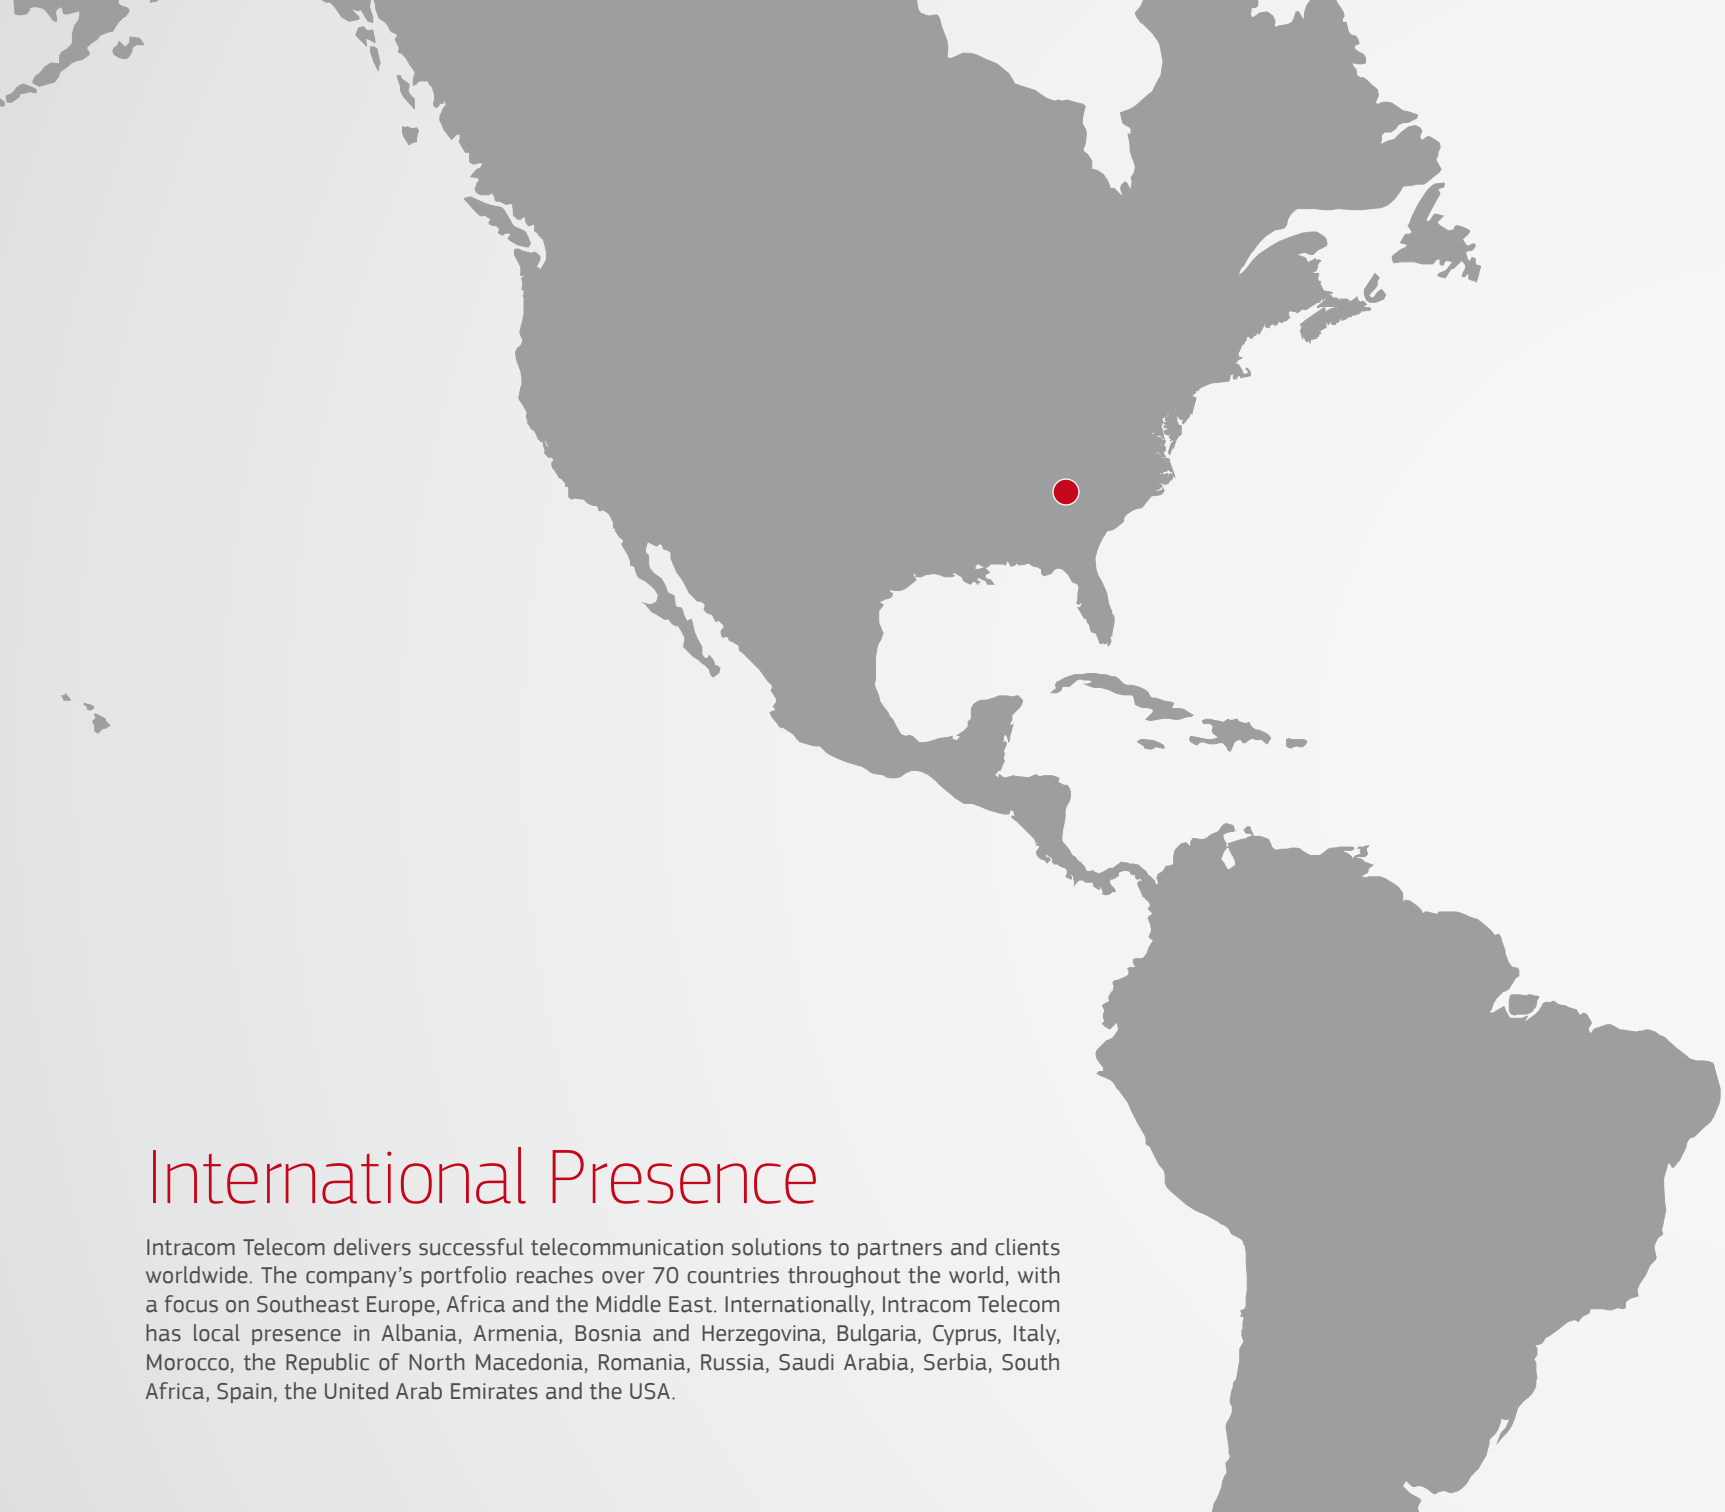 International Presence
Intracom Telecom delivers successful telecommunication solutions to partners and clients
worldwide. The company’s portfolio reaches over 70 countries throughout the world, with
a focus on Southeast Europe, Africa and the Middle East. Internationally, Intracom Telecom
has local presence in Albania, Armenia, Bosnia and Herzegovina, Bulgaria, Cyprus, Italy,
Morocco, the Republic of North Macedonia, Romania, Russia, Saudi Arabia, Serbia, South
Africa, Spain, the United Arab Emirates and the USA.